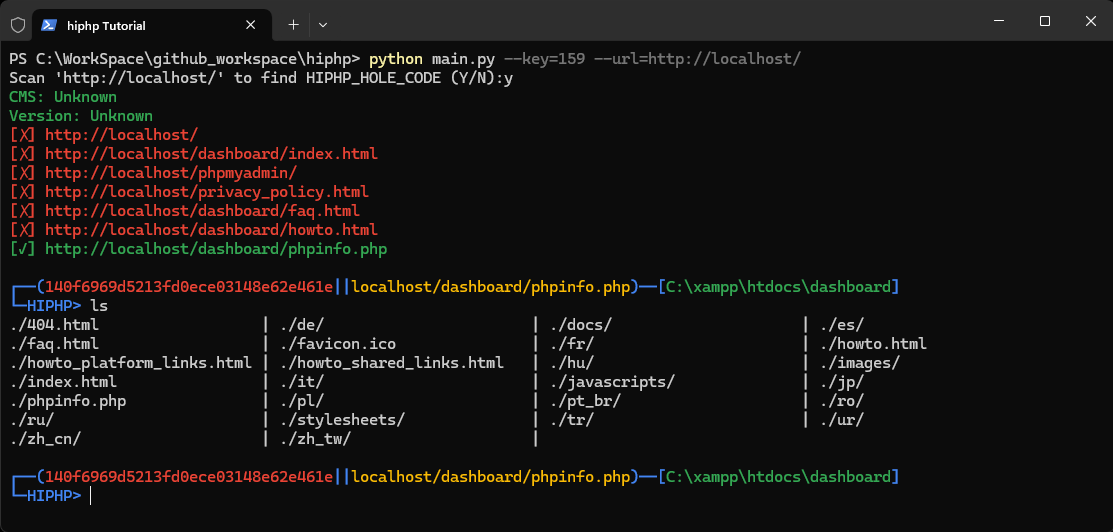 hiphp Tutorial
PS C:\WorkSpace\github_workspace\hiphp> python main.py --key=159 --url=http://localhost/
Scan 'http://localhost/' to find HIPHP_HOLE_CODE (Y/N):y
CMS: Unknown
Version: Unknown
[╳] http://localhost/
[╳] http://localhost/dashboard/index.html
[╳] http://localhost/phpmyadmin/
[╳] http://localhost/privacy_policy.html
[╳] http://localhost/dashboard/faq.html
[╳] http://localhost/dashboard/howto.html
[✓] http://localhost/dashboard/phpinfo.php
┌──(140f6969d5213fd0ece03148e62e461e||localhost/dashboard/phpinfo.php)──[C:\xampp\htdocs\dashboard]
└─HIPHP> ls
./404.html | ./de/ | ./docs/ | ./es/
./faq.html | ./favicon.ico | ./fr/ | ./howto.html
./howto_platform_links.html | ./howto_shared_links.html | ./hu/ | ./images/
./index.html | ./it/ | ./javascripts/ | ./jp/
./phpinfo.php | ./pl/ | ./pt_br/ | ./ro/
./ru/ | ./stylesheets/ | ./tr/ | ./ur/
./zh_cn/ | ./zh_tw/ |
┌──(140f6969d5213fd0ece03148e62e461e||localhost/dashboard/phpinfo.php)──[C:\xampp\htdocs\dashboard]
└─HIPHP>